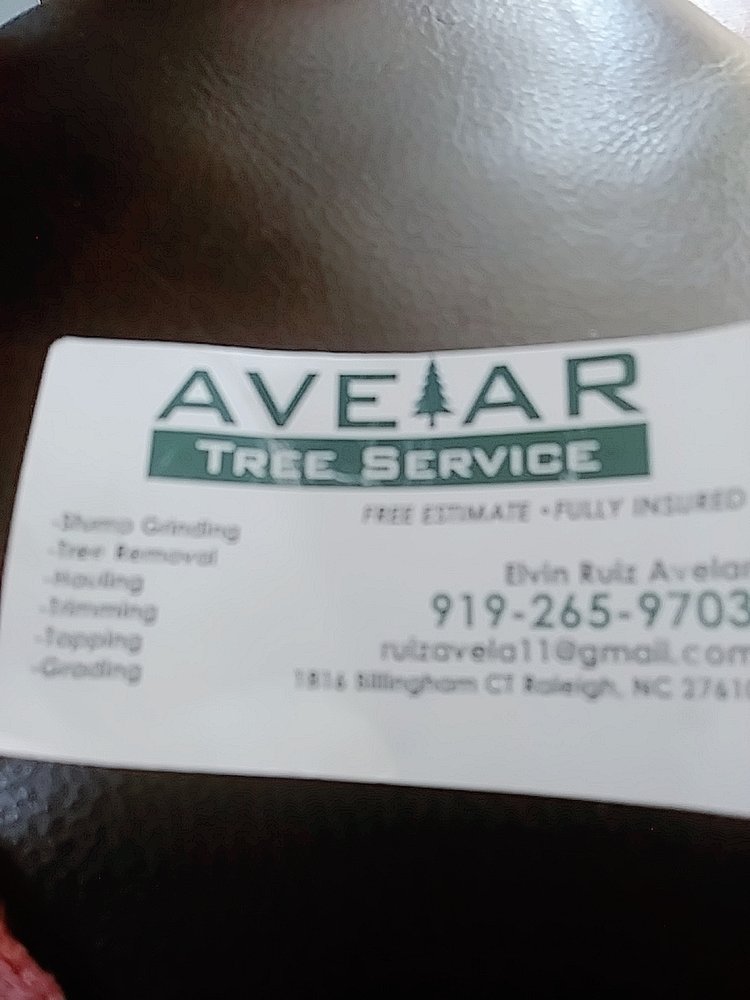 AVELAR
TREE SERVICE
FREE ESTIMATE • FULLY INSURED
-Stump Grinding
-Tree Removal
-Hauling
-Trimming
-Topping
-Grading
Elvin Ruiz Avelar
919-265-9703
ruizavela11@gmail.com
1816 Billingham CT Raleigh, NC 27610